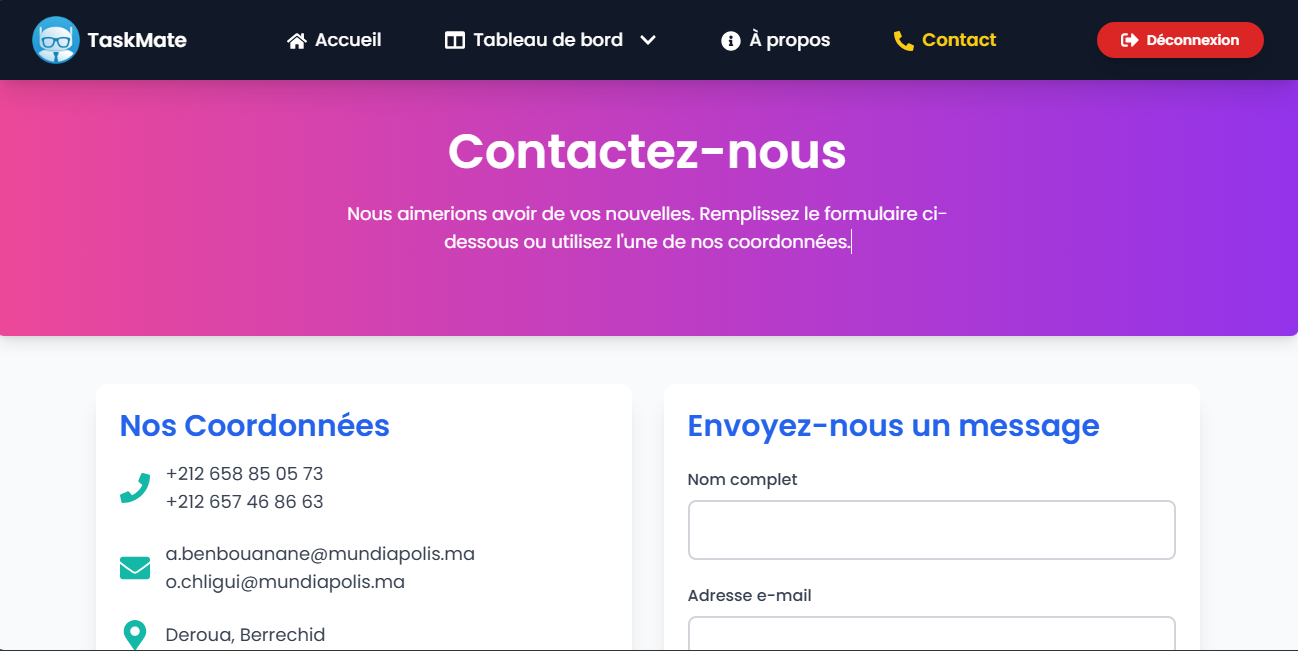 TaskMate
Accueil
Tableau de bord
À propos
Contact
Déconnexion
Contactez-nous
Nous aimerions avoir de vos nouvelles. Remplissez le formulaire ci-
dessous ou utilisez l'une de nos coordonnées.
Nos Coordonnées
+212 658 85 05 73
+212 657 46 86 63
a.benbouanane@mundiapolis.ma
o.chligui@mundiapolis.ma
Deroua, Berrechid
Envoyez-nous un message
Nom complet
Adresse e-mail